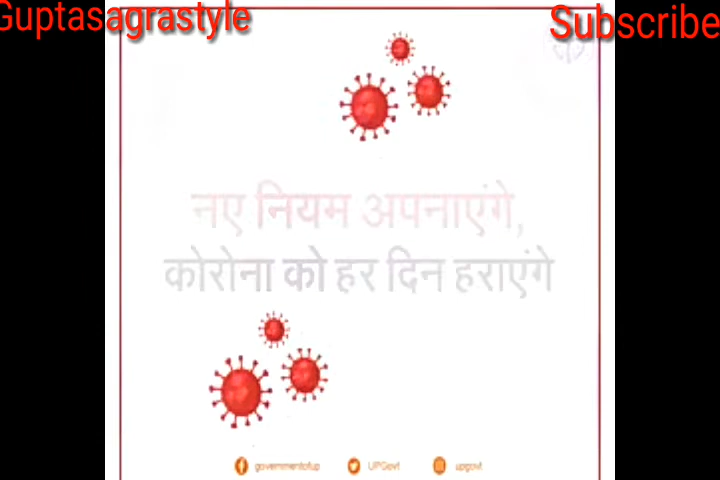 Guptasagrastyle
Subscribe
नए नियम अपनाएंगे,
कोरोना को हर दिन हराएंगे
governmentofup UPGovt upgovt